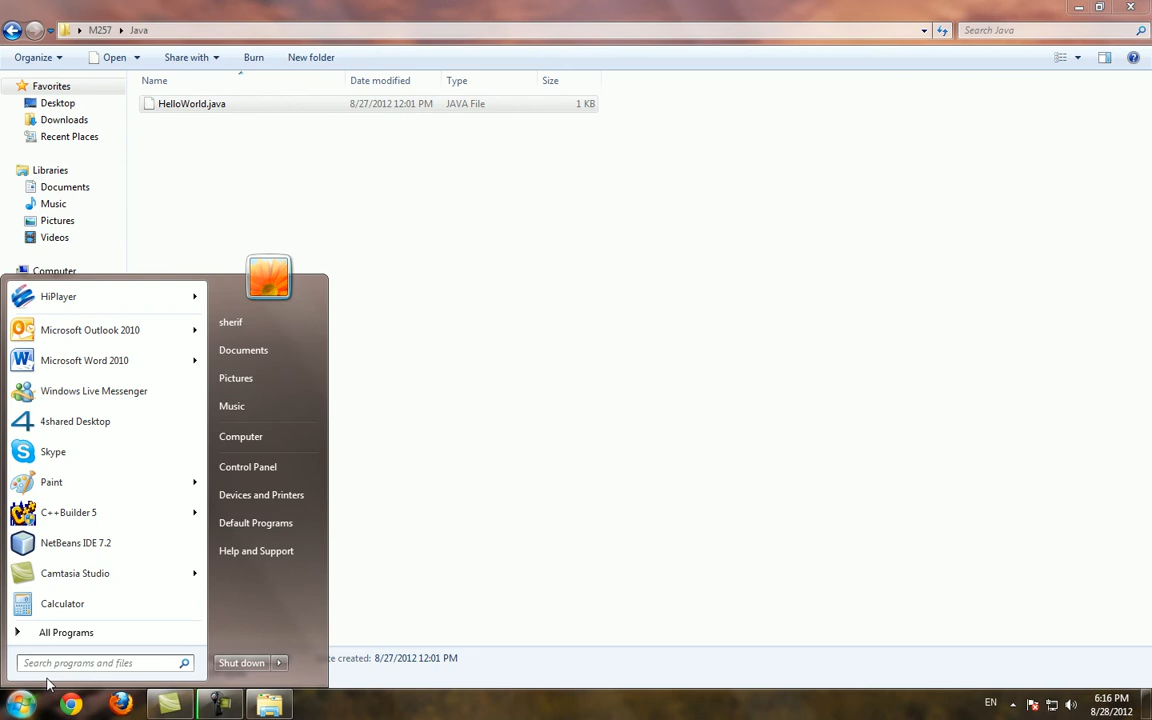 M257 Java
Search Java
Organize Open Share with Burn New folder
Name Date modified Type Size
HelloWorld.java 8/27/2012 12:01 PM JAVA File 1 KB
Favorites
Desktop
Downloads
Recent Places
Libraries
Documents
Music
Pictures
Videos
Computer
HiPlayer
Microsoft Outlook 2010
Microsoft Word 2010
Windows Live Messenger
4shared Desktop
Skype
Paint
C++Builder 5
NetBeans IDE 7.2
Camtasia Studio
Calculator
All Programs
Search programs and files
sherif
Documents
Pictures
Music
Computer
Control Panel
Devices and Printers
Default Programs
Help and Support
Shut down
created: 8/27/2012 12:01 PM
EN
6:16 PM
8/28/2012